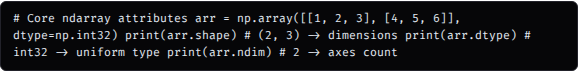 # Core ndarray attributes arr = np.array([[1, 2, 3], [4, 5, 6]],
dtype=np.int32) print(arr.shape) # (2, 3) → dimensions print(arr.dtype) #
int32 → uniform type print(arr.ndim) # 2 → axes count